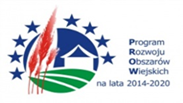 Program
Rozwoju
Obszarów
Wiejskich
na lata 2014-2020